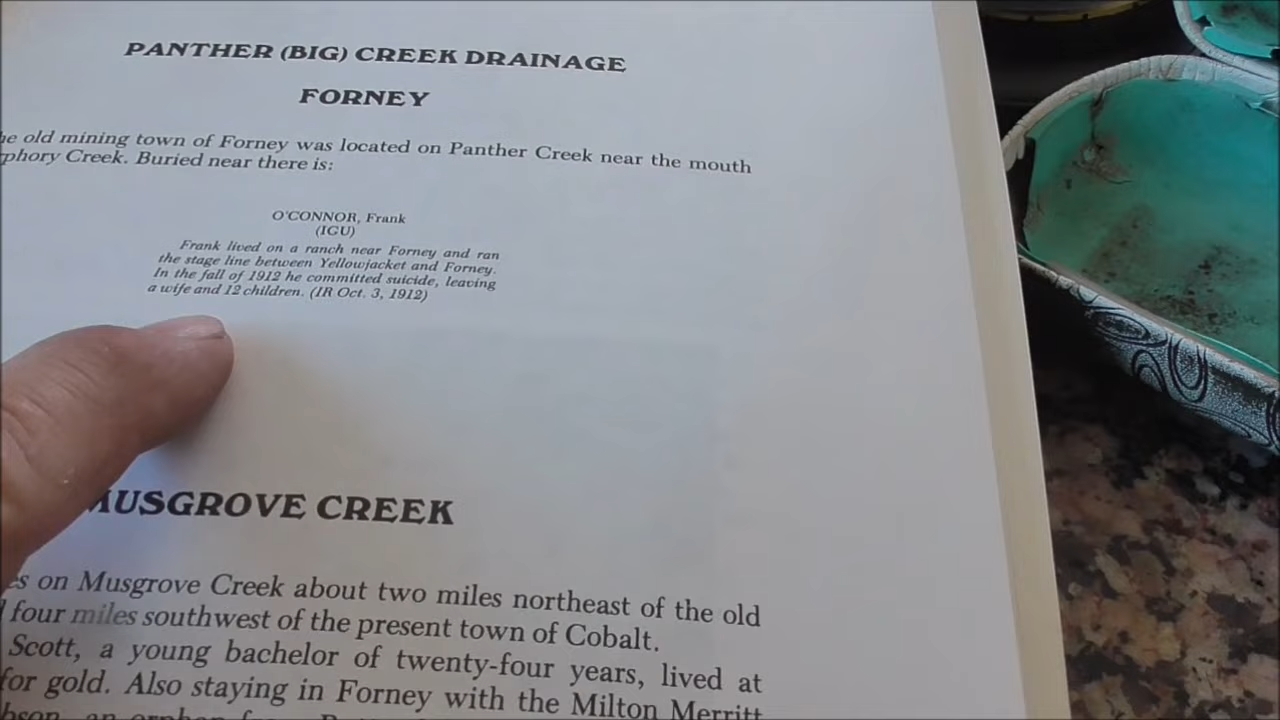 PANTHER (BIG) CREEK DRAINAGE
FORNEY
old mining town of Forney was located on Panther Creek near the mouth
Creek. Buried near there is:
O'CONNOR, Frank
(IGU)
Frank lived on a ranch near Forney and ran
the stage line between Yellowjacket and Forney.
In the fall of 1912 he committed suicide, leaving
a wife and 12 children. (IR Oct. 3, 1912)
MUSGROVE CREEK
on Musgrove Creek about two miles northeast of the old
four miles southwest of the present town of Cobalt.
Scott, a young bachelor of twenty-four years, lived at
for gold. Also staying in Forney with the Milton Merritt
an orphan